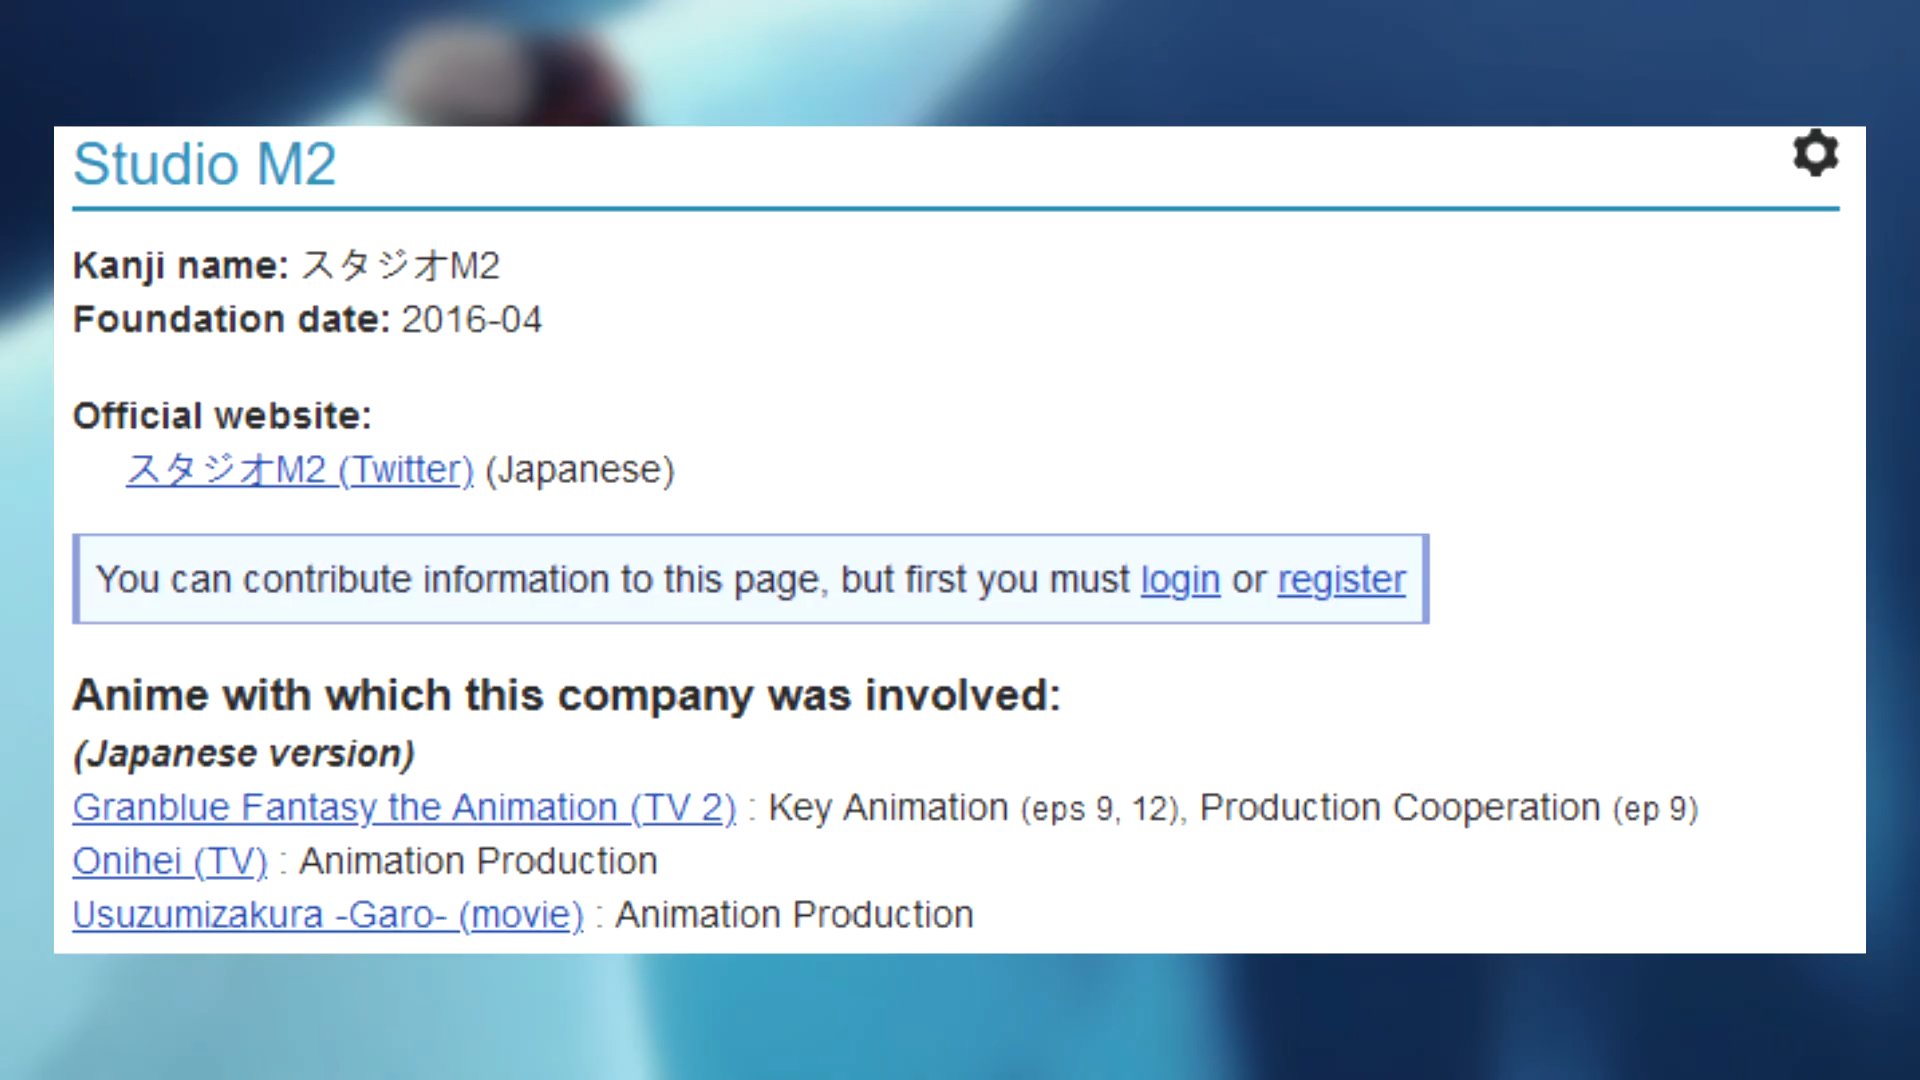 Studio M2
Kanji name: スタジオM2
Foundation date: 2016-04
Official website:
スタジオM2 (Twitter) (Japanese)
You can contribute information to this page, but first you must login or register
Anime with which this company was involved:
(Japanese version)
Granblue Fantasy the Animation (TV 2) : Key Animation (eps 9, 12), Production Cooperation (ep 9)
Onihei (TV) : Animation Production
Usuzumizakura -Garo- (movie) : Animation Production